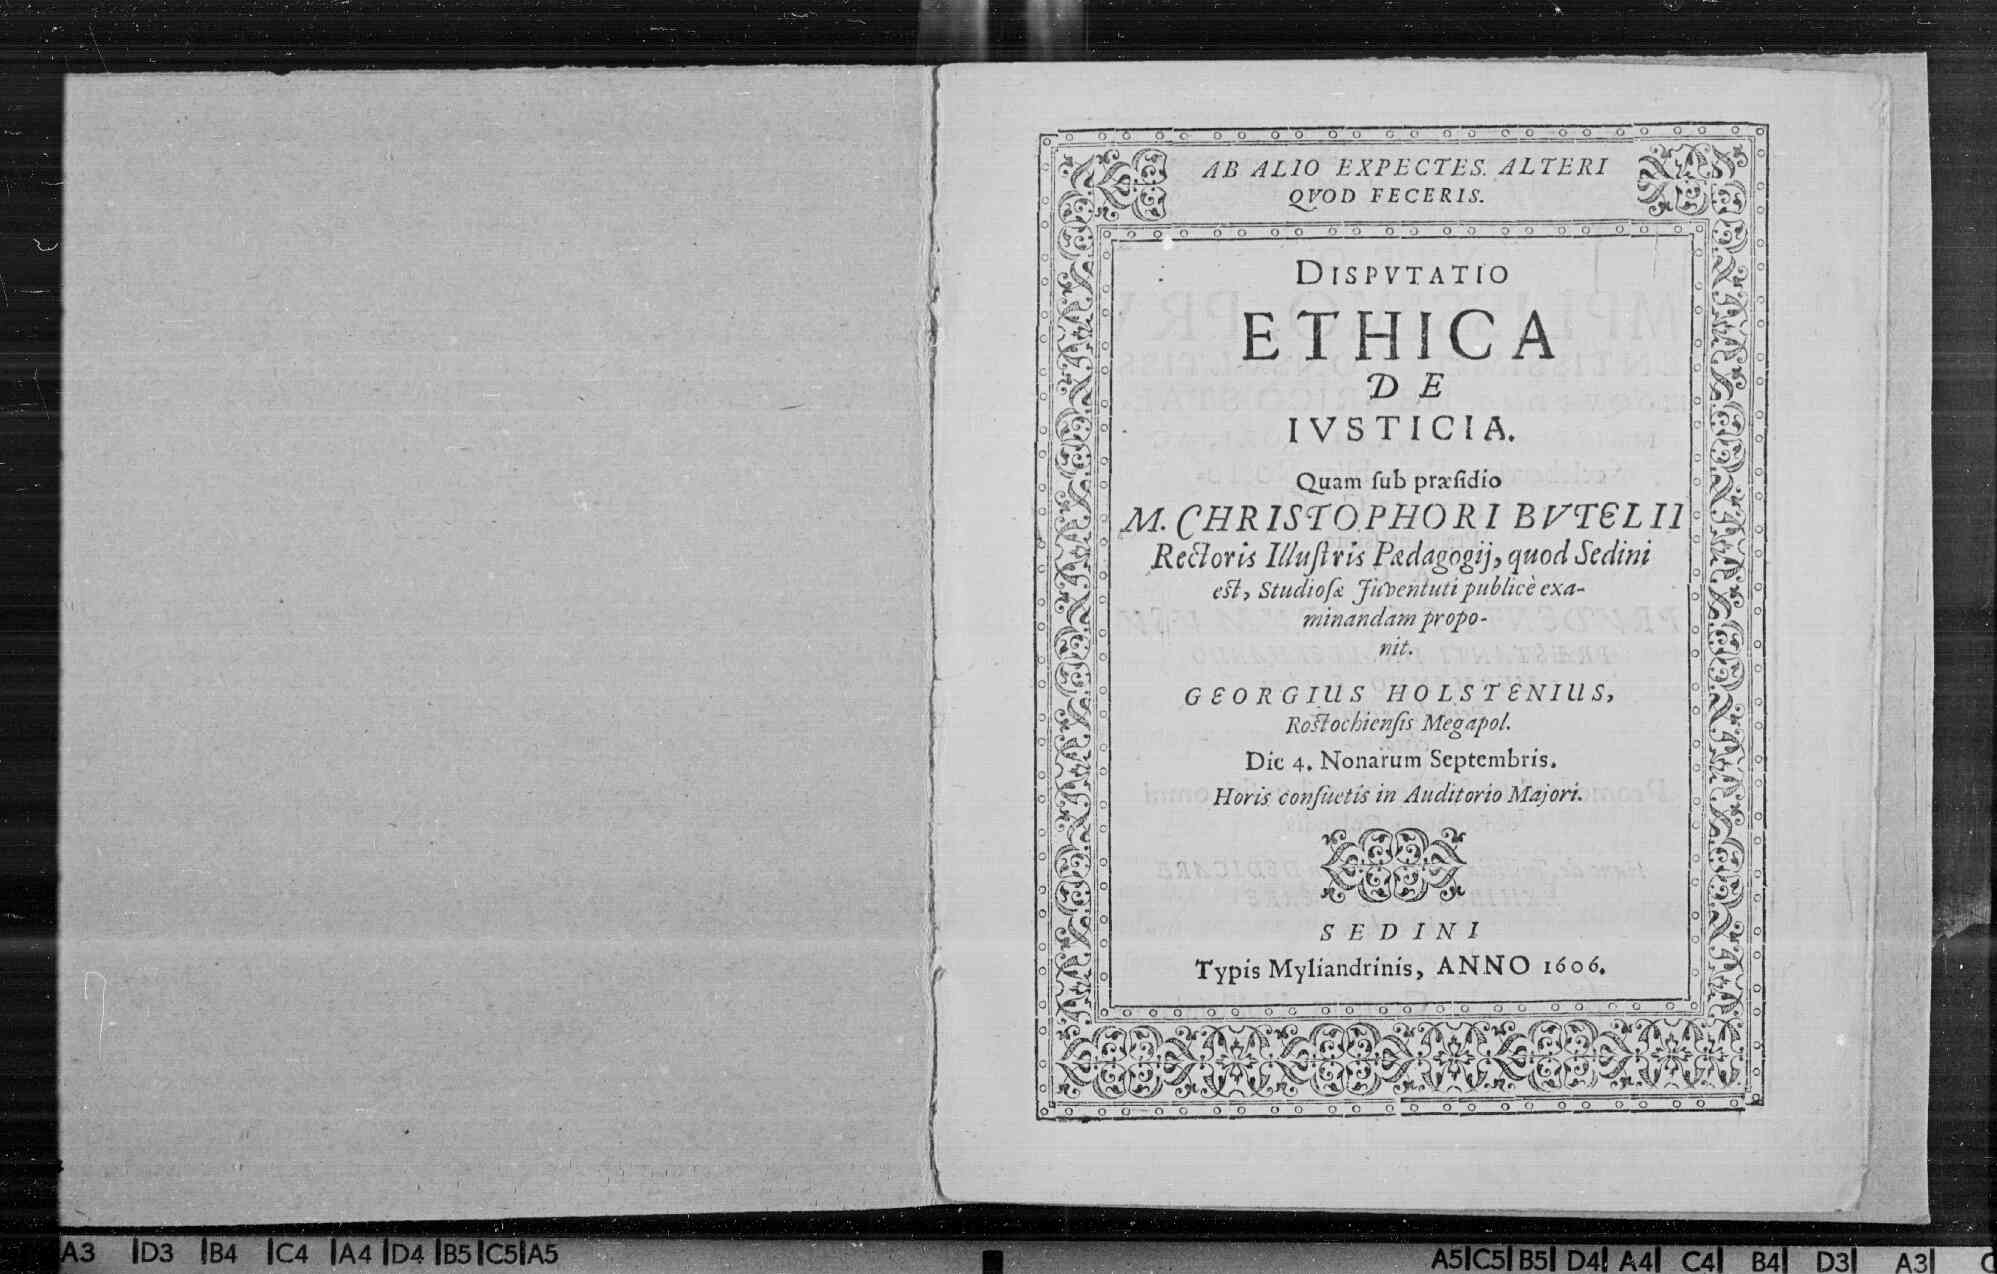 AB ALIO EXPECTES. ALTERI
QVOD FECERIS.
DISPVTATIO
ETHICA
DE
IVSTICIA.
Quam ſub præſidio
M. CHRISTOPHORI BVTELII
Rectoris Illuſtris Pædagogij, quod Sedini
est, Studioſæ Juventuti publicè exa-
minandam propo-
nit.
GEORGIUS HOLSTENIUS,
Rostochienſis Megapol.
Die 4. Nonarum Septembris.
Horis conſuetis in Auditorio Majori.
SEDINI
Typis Myliandrinis, ANNO 1606.
A3 |D3 |B4 |C4 |A4 |D4 |B5 |C5|A5
A5|C5|B5| D4| A4| C4| B4| D3| A3| C